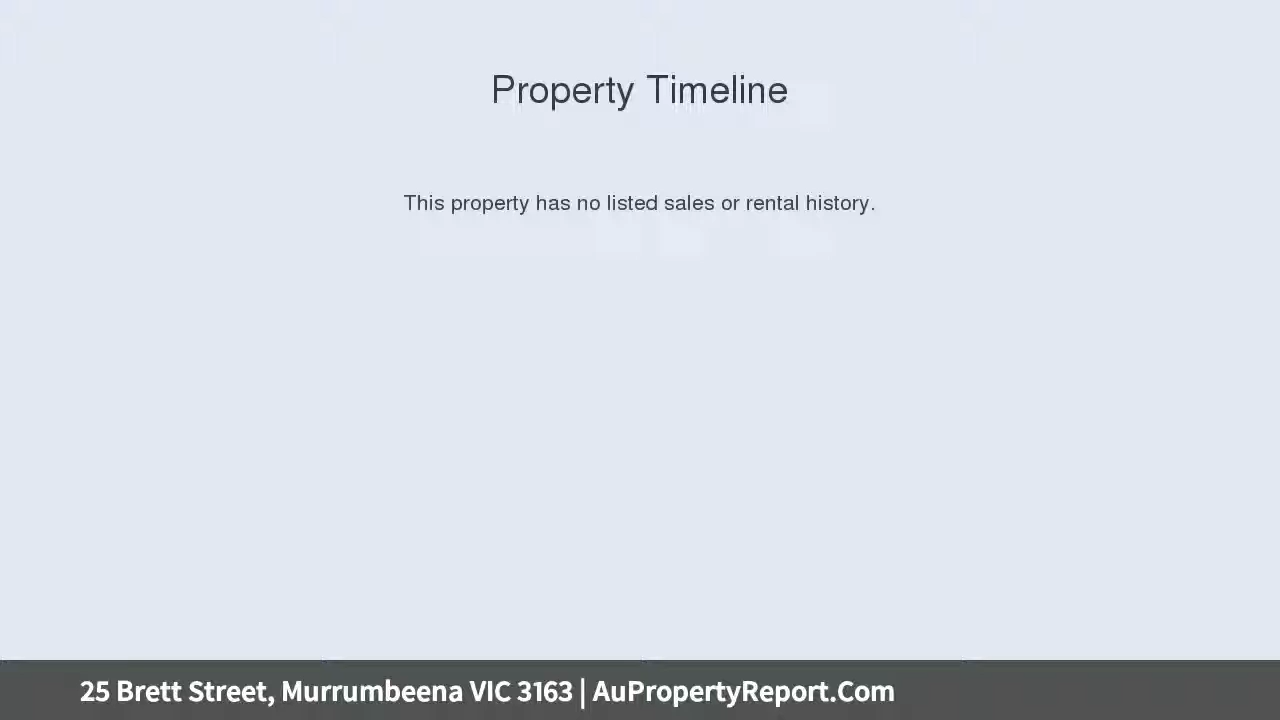 Property Timeline
This property has no listed sales or rental history.
25 Brett Street, Murrumbeena VIC 3163 | AuPropertyReport.Com